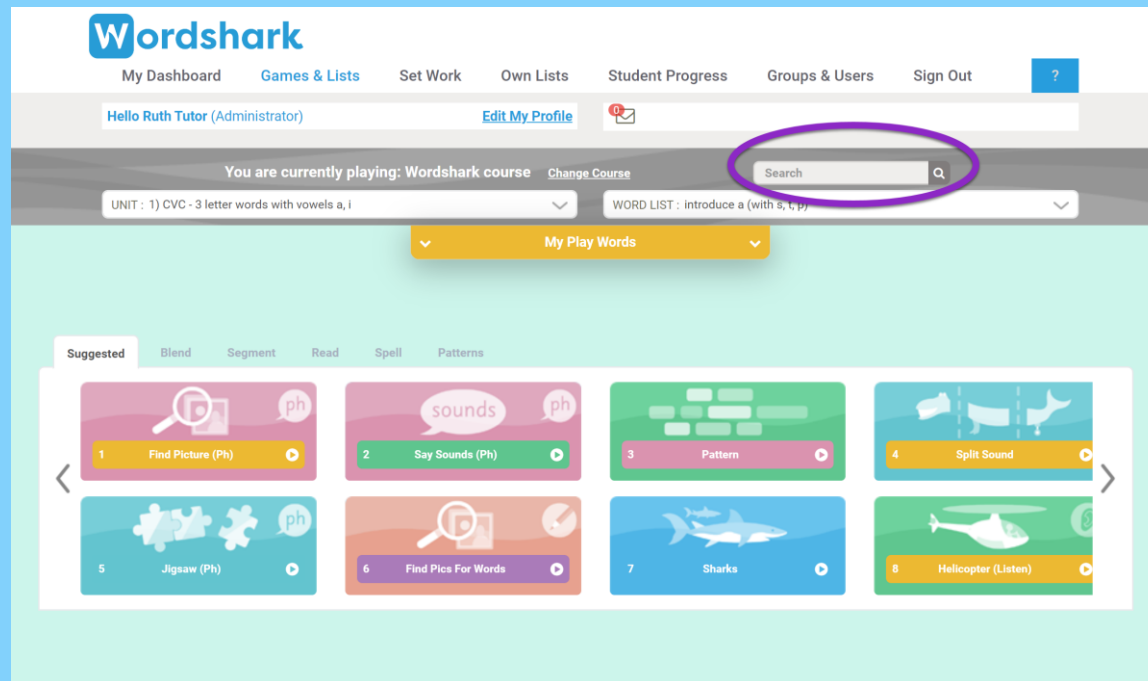 Wordshark
My Dashboard Games & Lists Set Work Own Lists Student Progress Groups & Users Sign Out ?
Hello Ruth Tutor (Administrator) Edit My Profile 0
You are currently playing: Wordshark course Change Course Search
UNIT : 1) CVC - 3 letter words with vowels a, i WORD LIST : introduce a (with s, t, p)
My Play Words
Suggested Blend Segment Read Spell Patterns
ph sounds ph
1 Find Picture (Ph) 2 Say Sounds (Ph) 3 Pattern 4 Split Sound
ph
5 Jigsaw (Ph) 6 Find Pics For Words 7 Sharks 8 Helicopter (Listen)